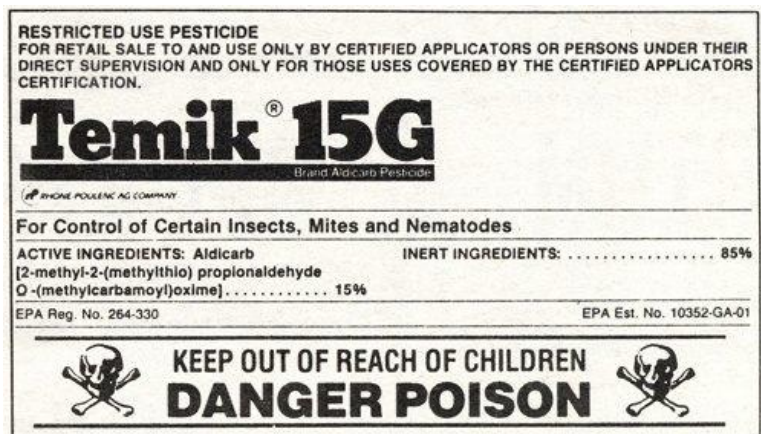 RESTRICTED USE PESTICIDE
FOR RETAIL SALE TO AND USE ONLY BY CERTIFIED APPLICATORS OR PERSONS UNDER THEIR
DIRECT SUPERVISION AND ONLY FOR THOSE USES COVERED BY THE CERTIFIED APPLICATORS
CERTIFICATION.
Temik® 15G
Brand Aldicarb Pesticide
RHONE-POULENC AG COMPANY
For Control of Certain Insects, Mites and Nematodes
ACTIVE INGREDIENTS: Aldicarb
[2-methyl-2-(methylthio) propionaldehyde
O-(methylcarbamoyl)oxime] ............ 15%
INERT INGREDIENTS: .................. 85%
EPA Reg. No. 264-330
EPA Est. No. 10352-GA-01
KEEP OUT OF REACH OF CHILDREN
DANGER POISON